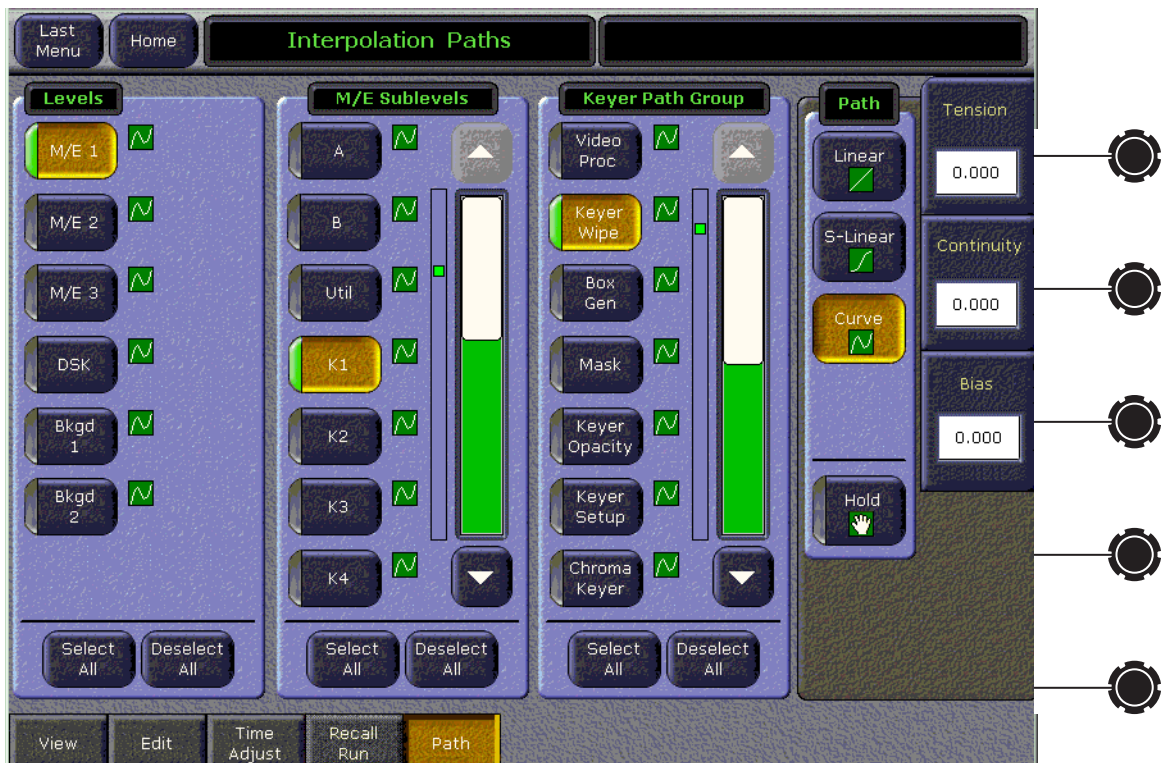 Last
Menu
Home
Interpolation Paths
Levels
M/E 1
M/E 2
M/E 3
DSK
Bkgd
1
Bkgd
2
Select
All
Deselect
All
M/E Sublevels
A
B
Util
K1
K2
K3
K4
Select
All
Deselect
All
Keyer Path Group
Video
Proc
Keyer
Wipe
Box
Gen
Mask
Keyer
Opacity
Keyer
Setup
Chroma
Keyer
Select
All
Deselect
All
Path
Linear
S-Linear
Curve
Hold
Tension
0.000
Continuity
0.000
Bias
0.000
View
Edit
Time
Adjust
Recall
Run
Path